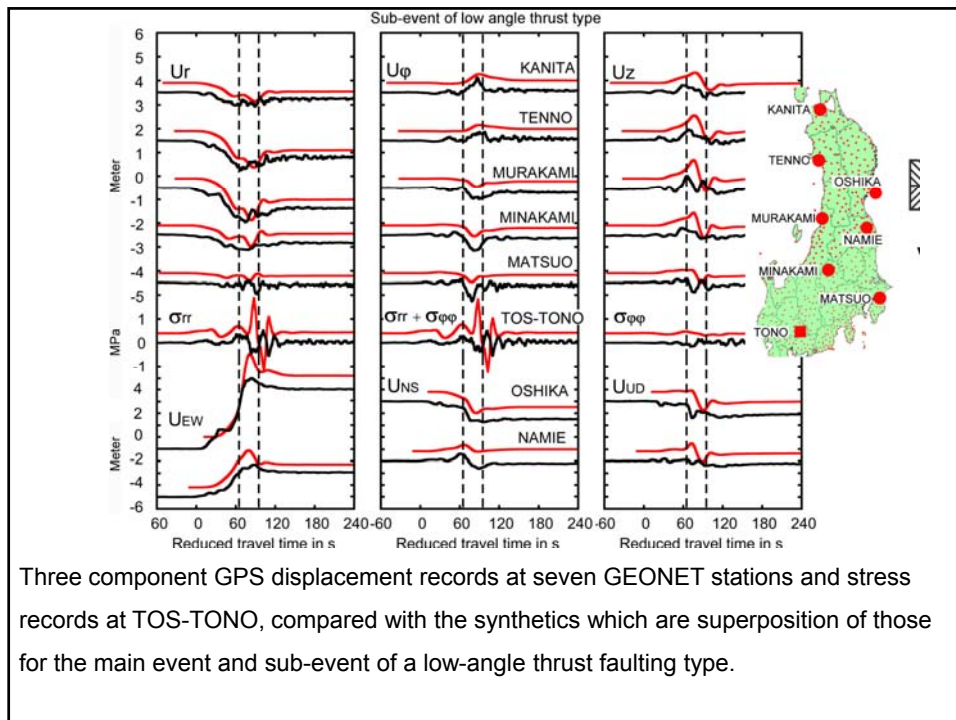 Sub-event of low angle thrust type
6
5
4
3
2
1
0
-1
-2
-3
-4
-5
1
0
-1
4
2
0
-2
-4
-6
Meter
MPa
Meter
Ur
σrr
UEW
Uφ
KANITA
TENNO
MURAKAMI
MINAKAMI
MATSUO
σrr + σφφ
TOS-TONO
UNS
OSHIKA
NAMIE
Uz
σφφ
UUD
60 0 60 120 180 240
Reduced travel time in s
-60 0 60 120 180 240
Reduced travel time in s
-60 0 60 120 180 240
Reduced travel time in s
KANITA
TENNO
OSHIKA
MURAKAMI
NAMIE
MINAKAMI
MATSUO
TONO
Three component GPS displacement records at seven GEONET stations and stress
records at TOS-TONO, compared with the synthetics which are superposition of those
for the main event and sub-event of a low-angle thrust faulting type.